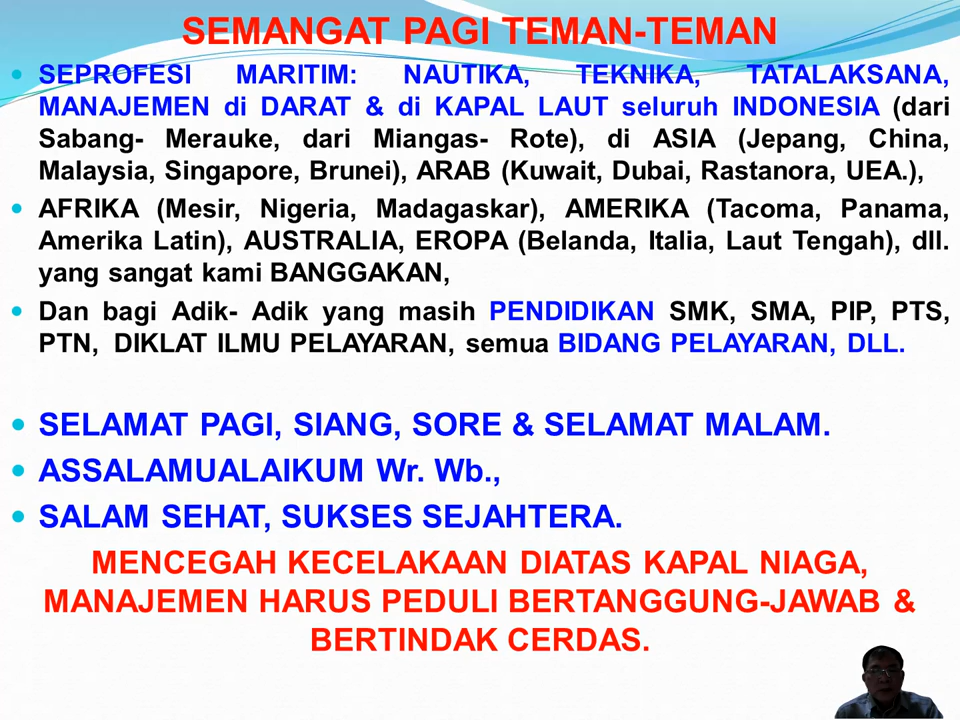 SEMANGAT PAGI TEMAN-TEMAN
SEPROFESI MARITIM: NAUTIKA, TEKNIKA, TATALAKSANA,
MANAJEMEN di DARAT & di KAPAL LAUT seluruh INDONESIA (dari
Sabang- Merauke, dari Miangas- Rote), di ASIA (Jepang, China,
Malaysia, Singapore, Brunei), ARAB (Kuwait, Dubai, Rastanora, UEA.),
AFRIKA (Mesir, Nigeria, Madagaskar), AMERIKA (Tacoma, Panama,
Amerika Latin), AUSTRALIA, EROPA (Belanda, Italia, Laut Tengah), dll.
yang sangat kami BANGGAKAN,
Dan bagi Adik- Adik yang masih PENDIDIKAN SMK, SMA, PIP, PTS,
PTN, DIKLAT ILMU PELAYARAN, semua BIDANG PELAYARAN, DLL.
SELAMAT PAGI, SIANG, SORE & SELAMAT MALAM.
ASSALAMUALAIKUM Wr. Wb.,
SALAM SEHAT, SUKSES SEJAHTERA.
MENCEGAH KECELAKAAN DIATAS KAPAL NIAGA,
MANAJEMEN HARUS PEDULI BERTANGGUNG-JAWAB &
BERTINDAK CERDAS.